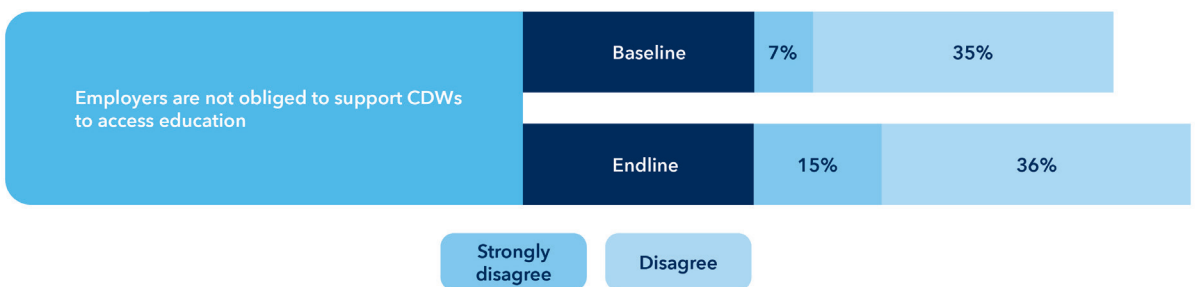 Baseline
7%
35%
Employers are not obliged to support CDWs
to access education
Endline
15%
36%
Strongly
disagree
Disagree